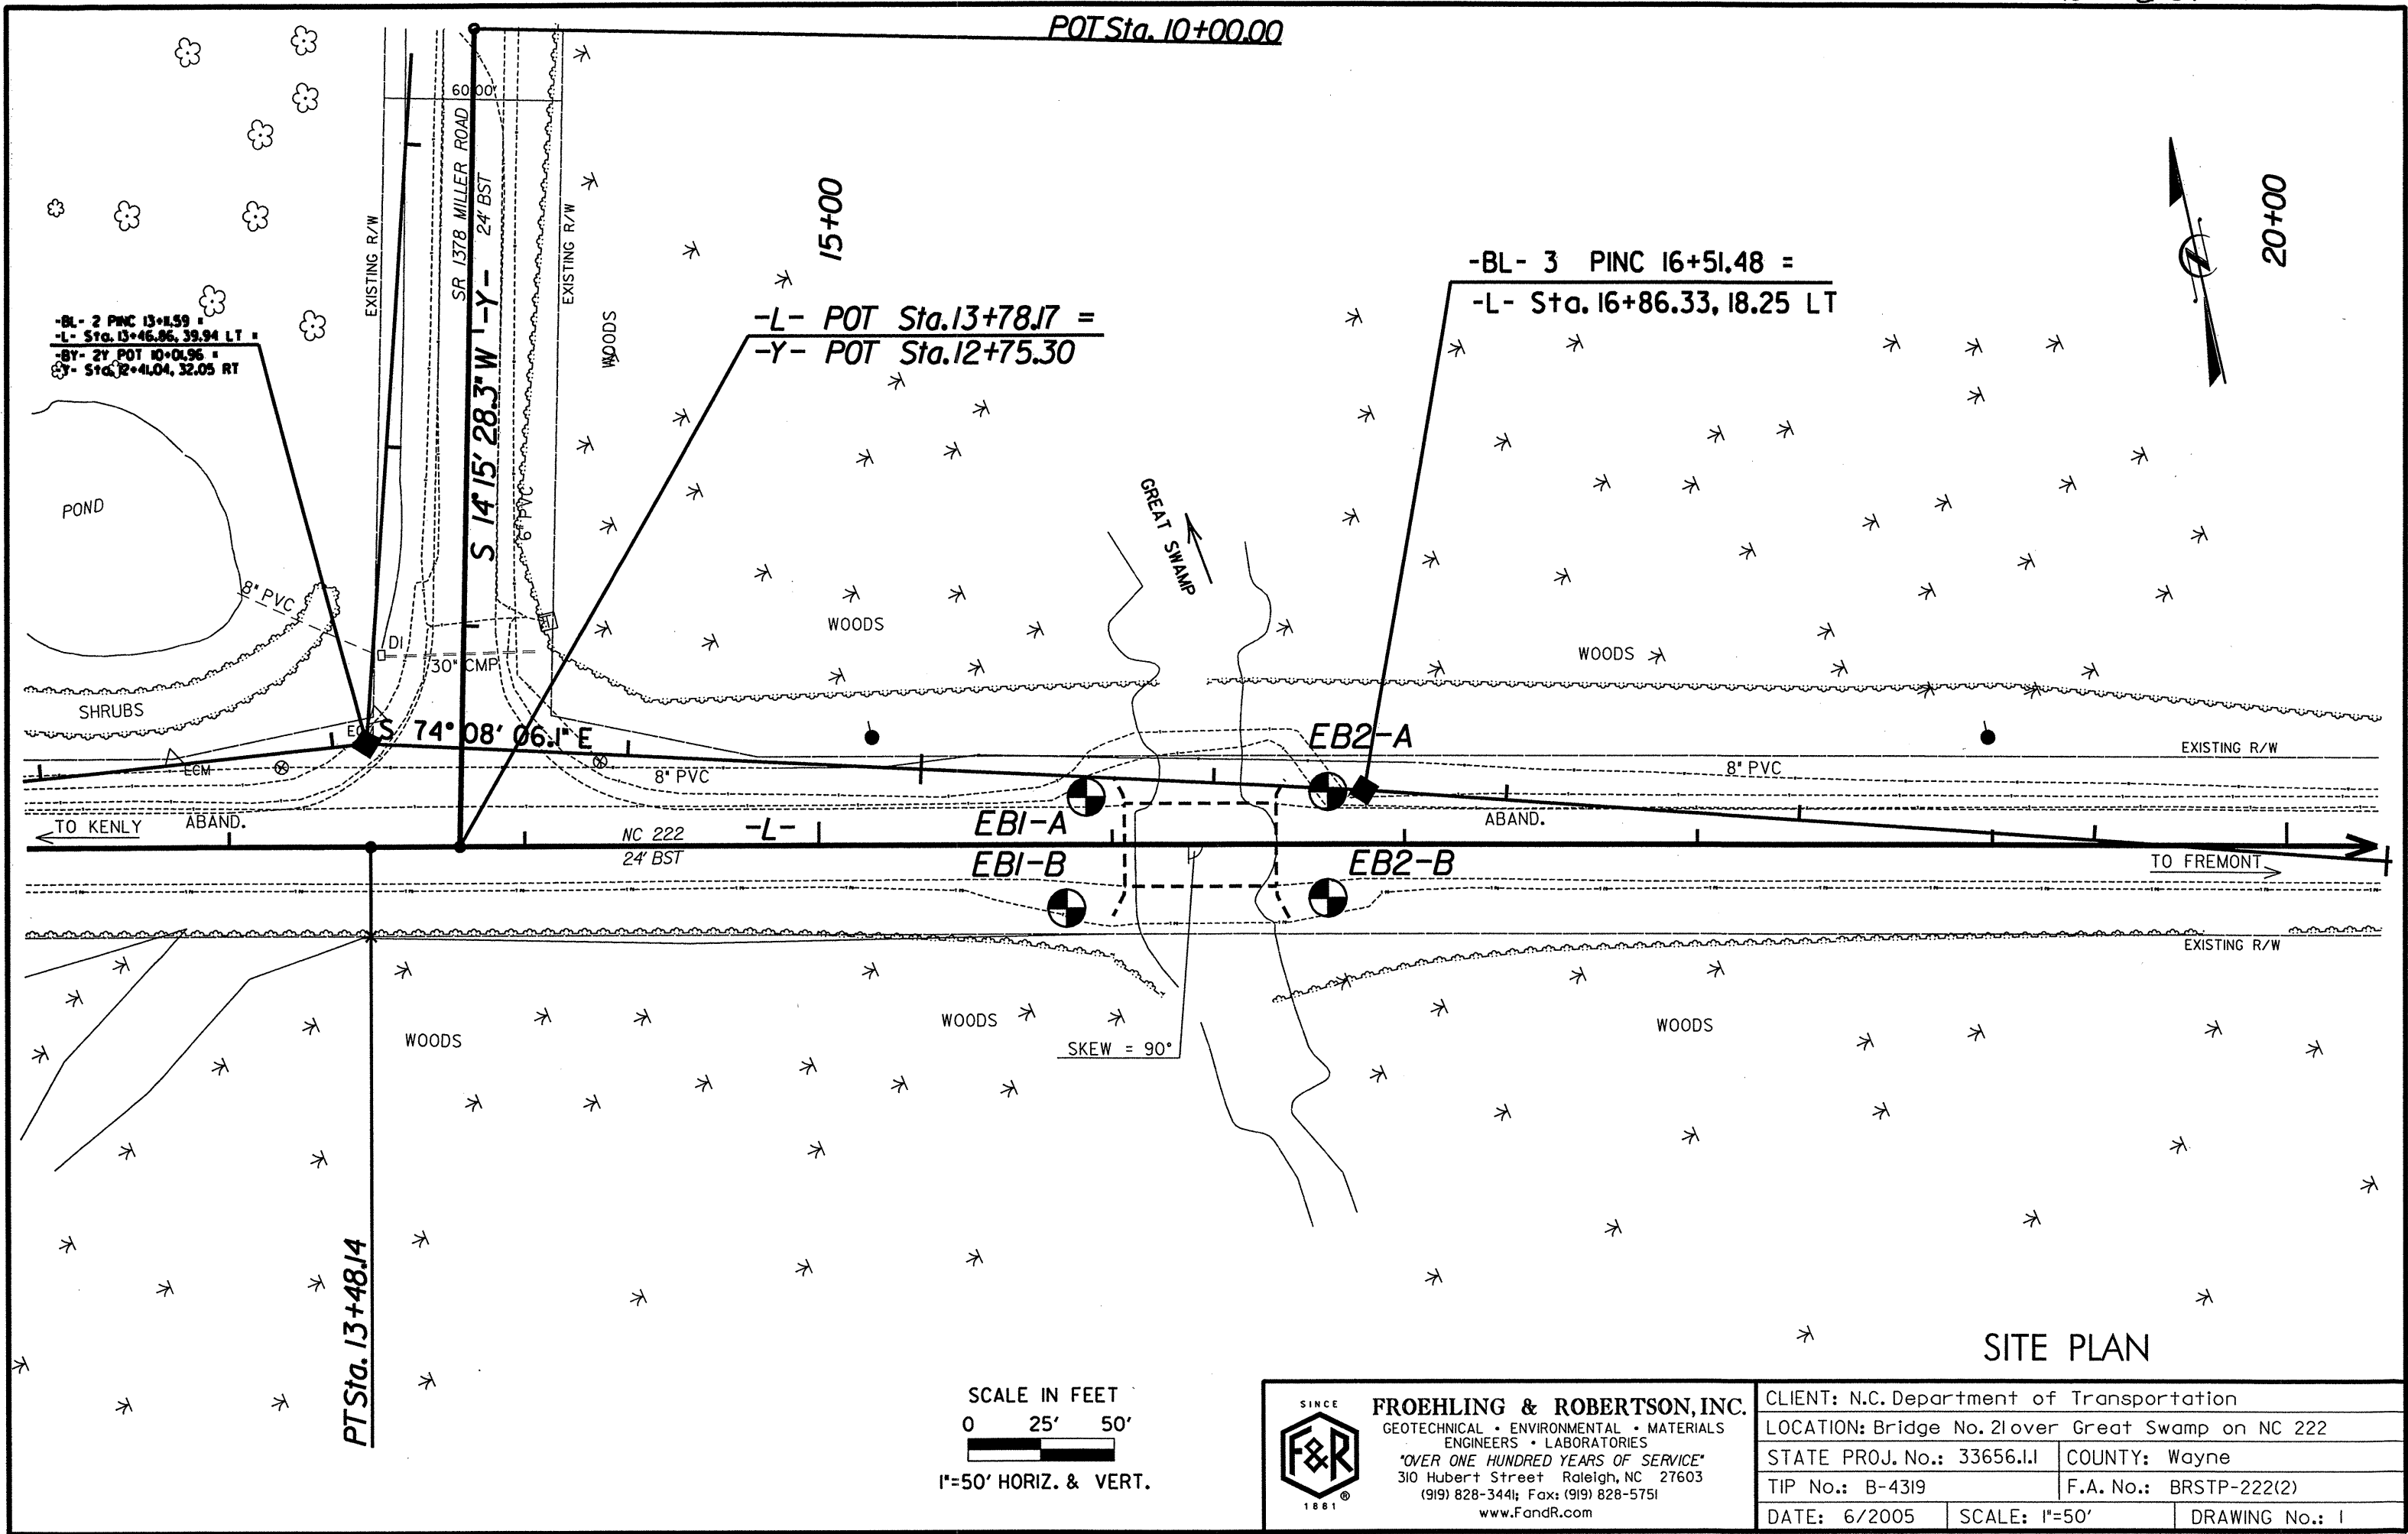 POT Sta. 10+00.00
60.00'
SR 1378 MILLER ROAD
24' BST
EXISTING R/W
EXISTING R/W
S 14° 15' 28.3" W
-Y-
15+00
20+00
WOODS
-BL- 2 PINC 13+11.59 =
-L- Sta. 13+46.86, 39.94 LT =
-BY- 2Y POT 10+01.96 =
-Y- Sta. 12+41.04, 32.05 RT
-L- POT Sta. 13+78.17 =
-Y- POT Sta. 12+75.30
-BL- 3 PINC 16+51.48 =
-L- Sta. 16+86.33, 18.25 LT
POND
6" PVC
GREAT SWAMP
8" PVC
DI
30" CMP
WOODS
WOODS
SHRUBS
S 74° 08' 06.1" E
ECM
8" PVC
EB2-A
8" PVC
EXISTING R/W
TO KENLY
ABAND.
NC 222
24' BST
-L-
EB1-A
EB1-B
ABAND.
EB2-B
TO FREMONT
EXISTING R/W
WOODS
WOODS
SKEW = 90°
WOODS
PT Sta. 13+48.14
SITE PLAN
SCALE IN FEET
0 25' 50'
1"=50' HORIZ. & VERT.
SINCE
F&R
®
1881
FROEHLING & ROBERTSON, INC.
GEOTECHNICAL • ENVIRONMENTAL • MATERIALS
ENGINEERS • LABORATORIES
"OVER ONE HUNDRED YEARS OF SERVICE"
310 Hubert Street Raleigh, NC 27603
(919) 828-3441; Fax: (919) 828-5751
www.FandR.com
CLIENT: N.C. Department of Transportation
LOCATION: Bridge No. 21 over Great Swamp on NC 222
STATE PROJ. No.: 33656.1.1
COUNTY: Wayne
TIP No.: B-4319
F.A. No.: BRSTP-222(2)
DATE: 6/2005
SCALE: 1"=50'
DRAWING No.: 1